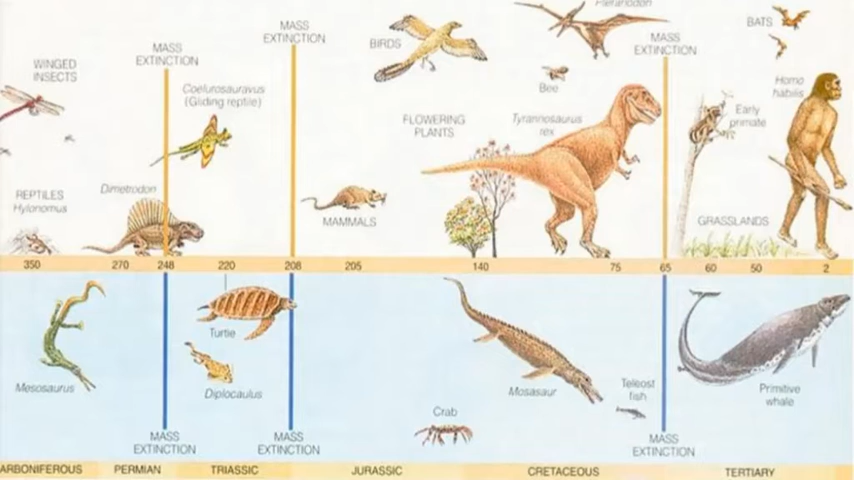 Pteranodon
BATS
MASS
EXTINCTION
BIRDS
MASS
EXTINCTION
MASS
EXTINCTION
WINGED
INSECTS
Homo
habilis
Coelurosauravus
(Gliding reptile)
Bee
Early
primate
FLOWERING
PLANTS
Tyrannosaurus
rex
Dimetrodon
REPTILES
Hylonomus
MAMMALS
GRASSLANDS
350 270 248 220 208 205 140 75 65 60 50 2
Turtle
Mesosaurus
Diplocaulus
Mosasaur
Teleost
fish
Primitive
whale
Crab
MASS
EXTINCTION
MASS
EXTINCTION
MASS
EXTINCTION
ARBONIFEROUS PERMIAN TRIASSIC JURASSIC CRETACEOUS TERTIARY